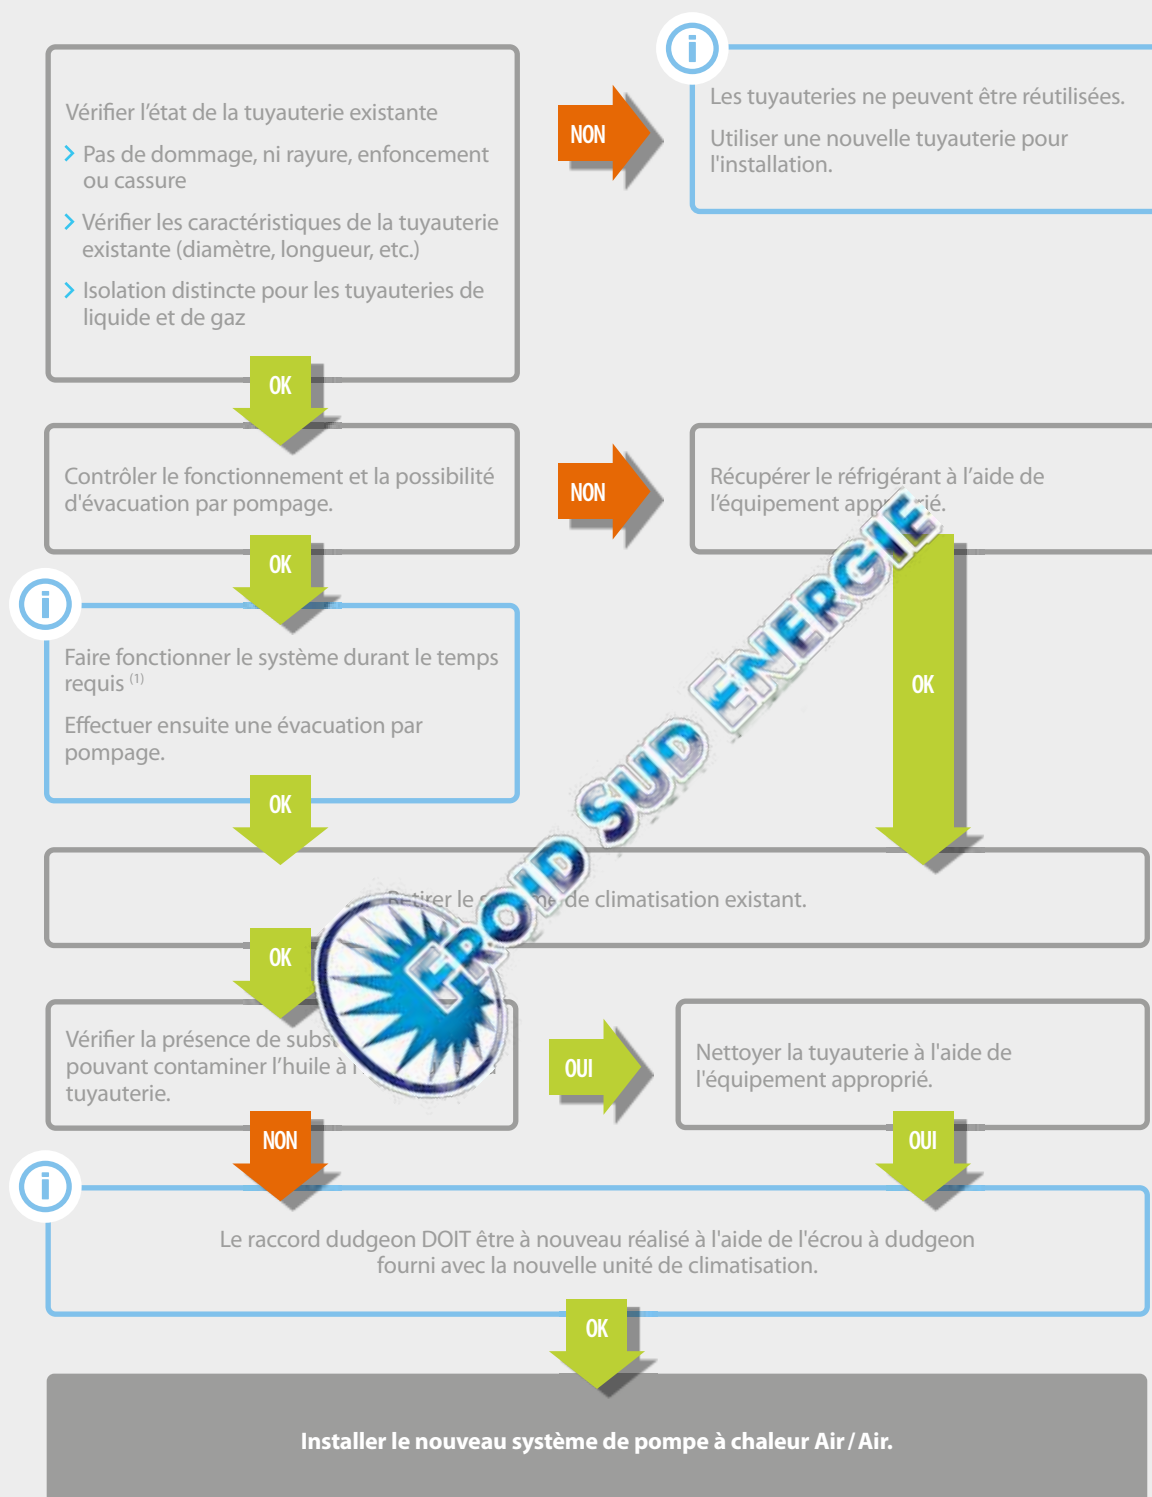 Vérifier l'état de la tuyauterie existante
Pas de dommage, ni rayure, enfoncement
ou cassure
Vérifier les caractéristiques de la tuyauterie
existante (diamètre, longueur, etc.)
Isolation distincte pour les tuyauteries de
liquide et de gaz
NON
i
Les tuyauteries ne peuvent être réutilisées.
Utiliser une nouvelle tuyauterie pour
l'installation.
OK
Contrôler le fonctionnement et la possibilité
d'évacuation par pompage.
NON
Récupérer le réfrigérant à l'aide de
l'équipement approprié.
OK
i
Faire fonctionner le système durant le temps
requis (1)
Effectuer ensuite une évacuation par
pompage.
OK
OK
Retirer le système de climatisation existant.
FROID SUD ENERGIE
OK
Vérifier la présence de
pouvant contaminer l'huile à
tuyauterie.
OUI
Nettoyer la tuyauterie à l'aide de
l'équipement approprié.
NON
OUI
i
Le raccord dudgeon DOIT être à nouveau réalisé à l'aide de l'écrou à dudgeon
fourni avec la nouvelle unité de climatisation.
OK
Installer le nouveau système de pompe à chaleur Air / Air.